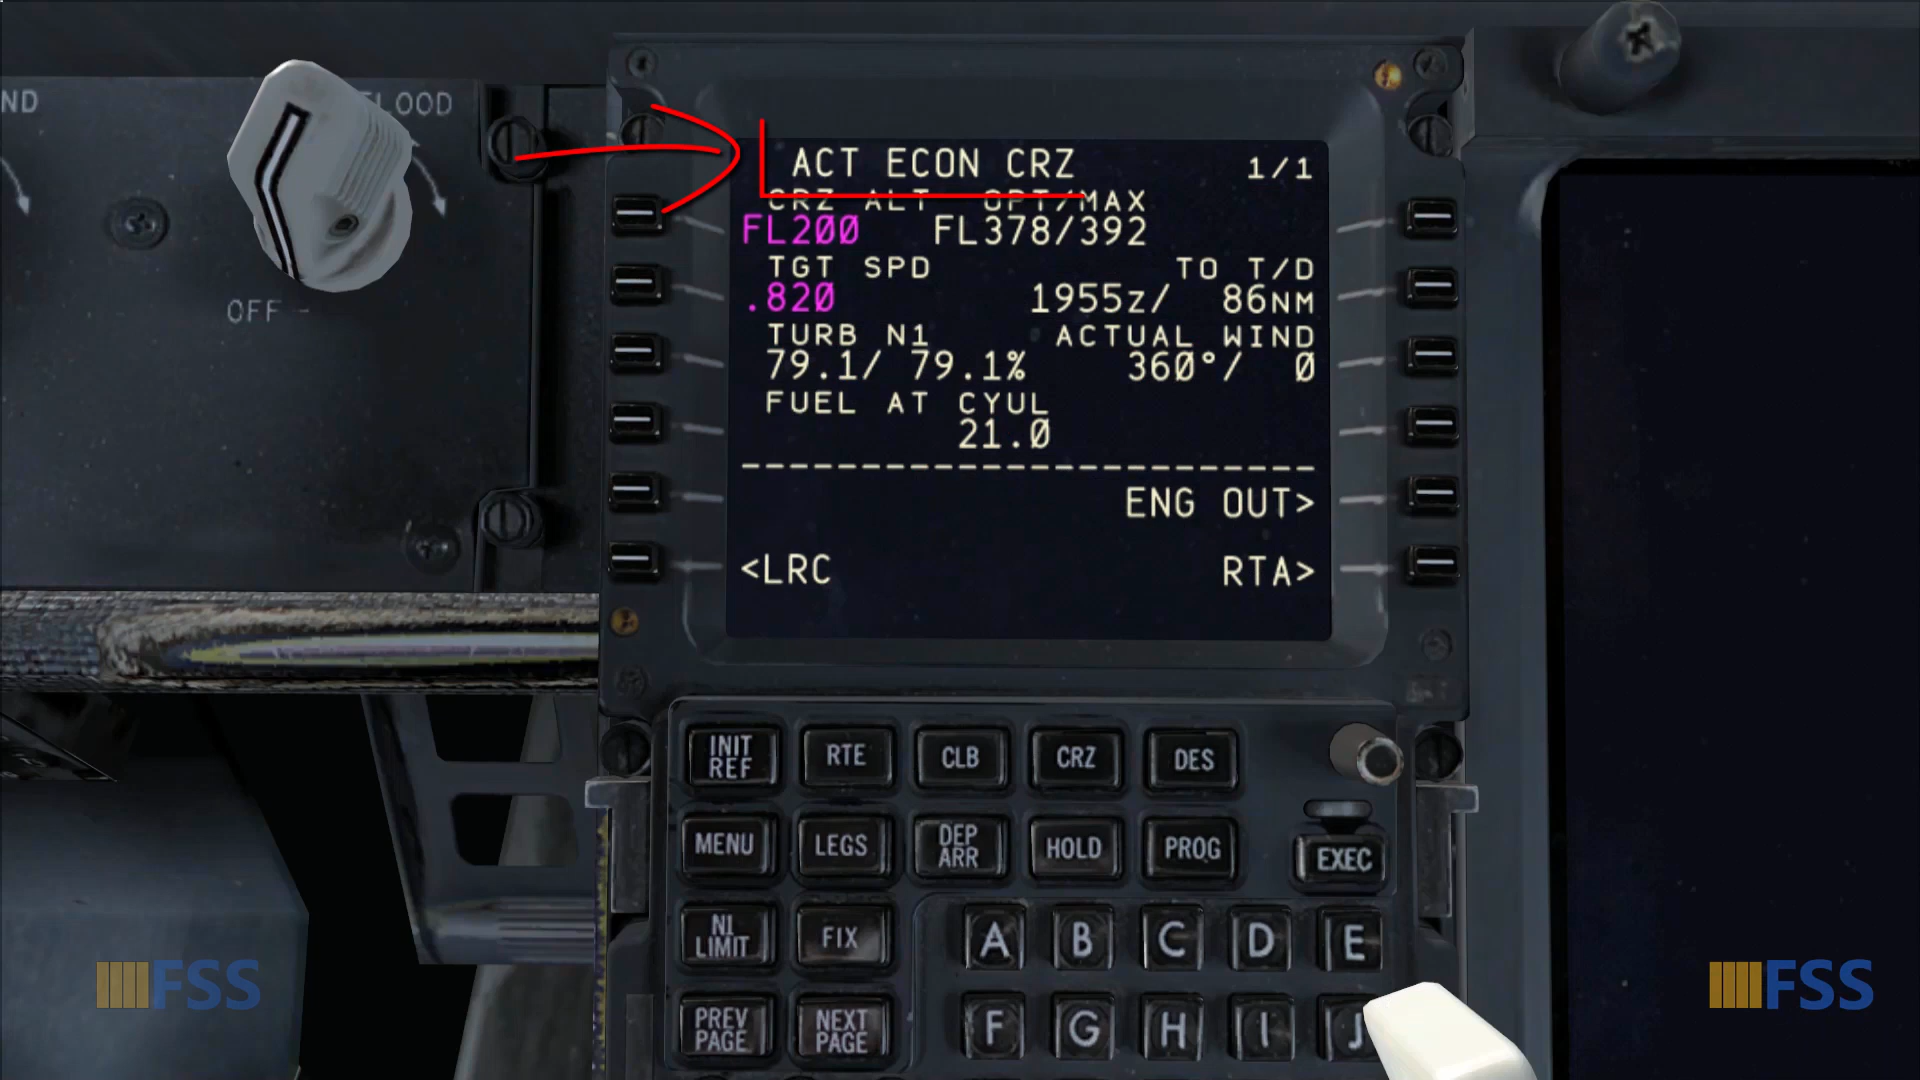 ND
FLOOD
OFF -
ACT ECON CRZ 1/1
CRZ ALT OPT/MAX
FL200 FL378/392
TGT SPD TO T/D
.820 1955z/ 86NM
TURB N1 ACTUAL WIND
79.1/ 79.1% 360°/ 0
FUEL AT CYUL
21.0
------------------------
ENG OUT>
<LRC RTA>
INIT REF RTE CLB CRZ DES
MENU LEGS DEP ARR HOLD PROG EXEC
N1 LIMIT FIX A B C D E
PREV PAGE NEXT PAGE F G H I J
FSS
FSS